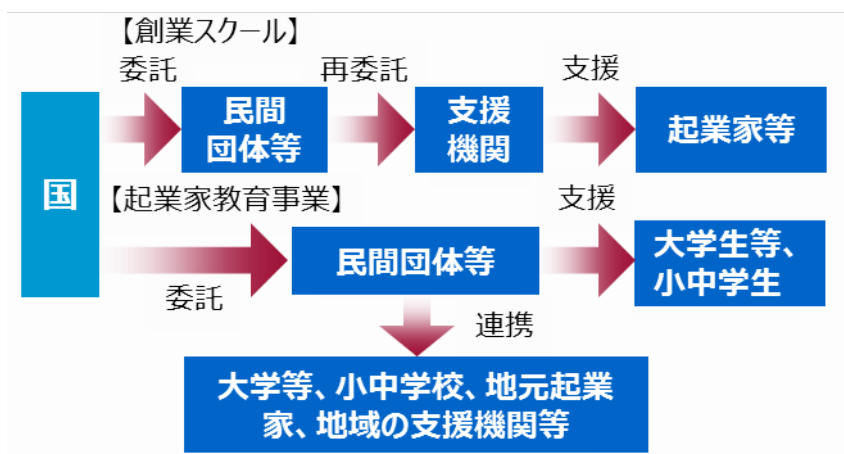 【創業スクール】
委託
再委託
支援
民間
団体等
支援
機関
起業家等
国
【起業家教育事業】
支援
民間団体等
大学生等、
小中学生
委託
連携
大学等、小中学校、地元起業
家、地域の支援機関等